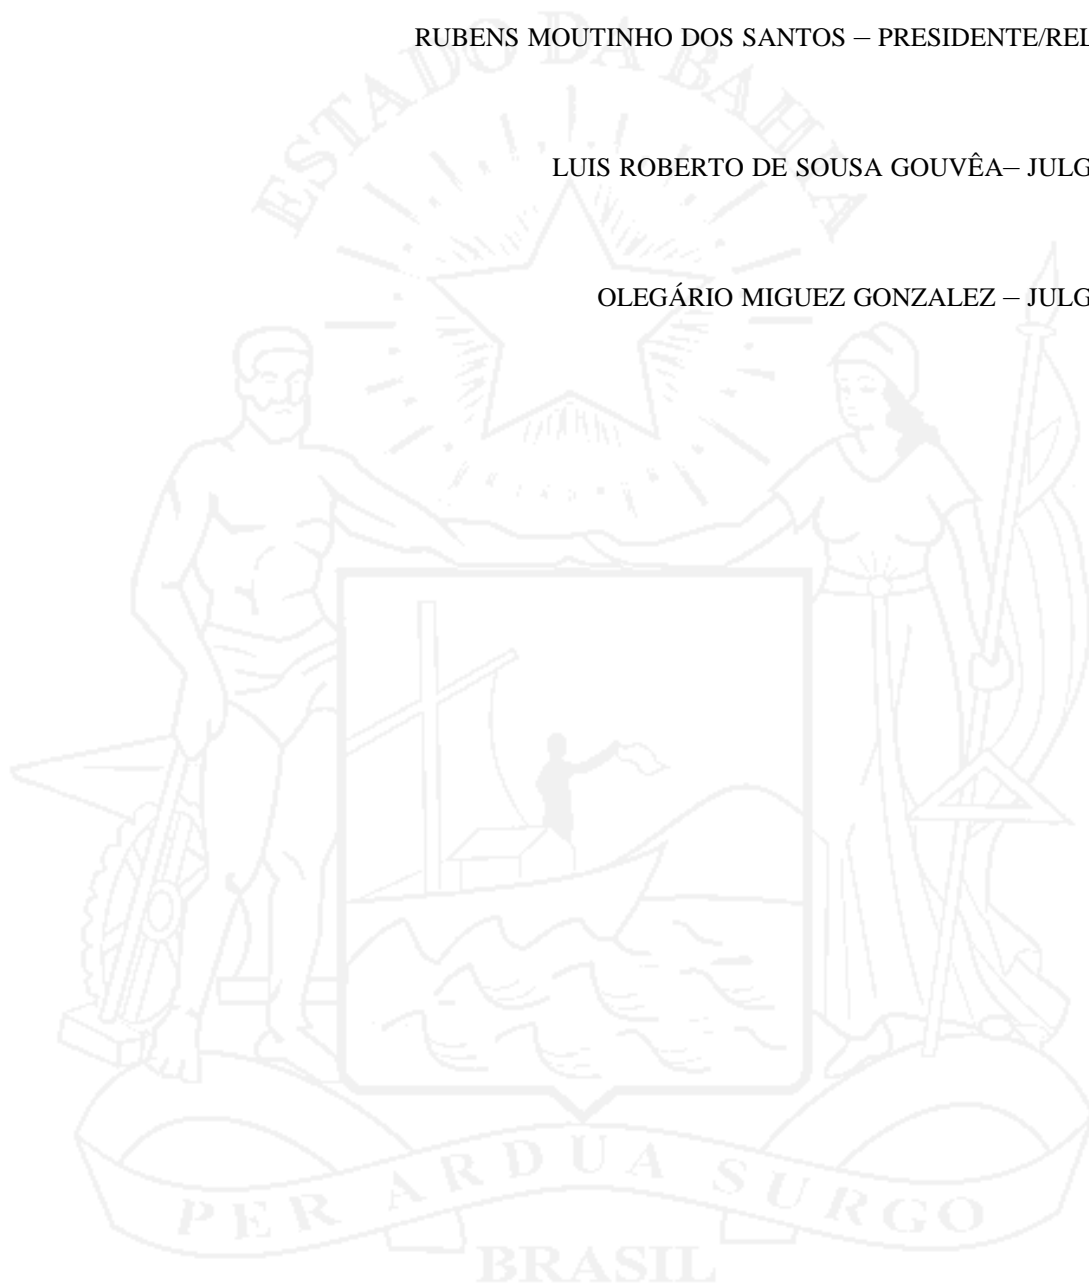 RUBENS MOUTINHO DOS SANTOS – PRESIDENTE/REL
LUIS ROBERTO DE SOUSA GOUVÊA– JULG
OLEGÁRIO MIGUEZ GONZALEZ – JULG
ESTADO DA BAHIA
PER ARDUA SURGO
BRASIL